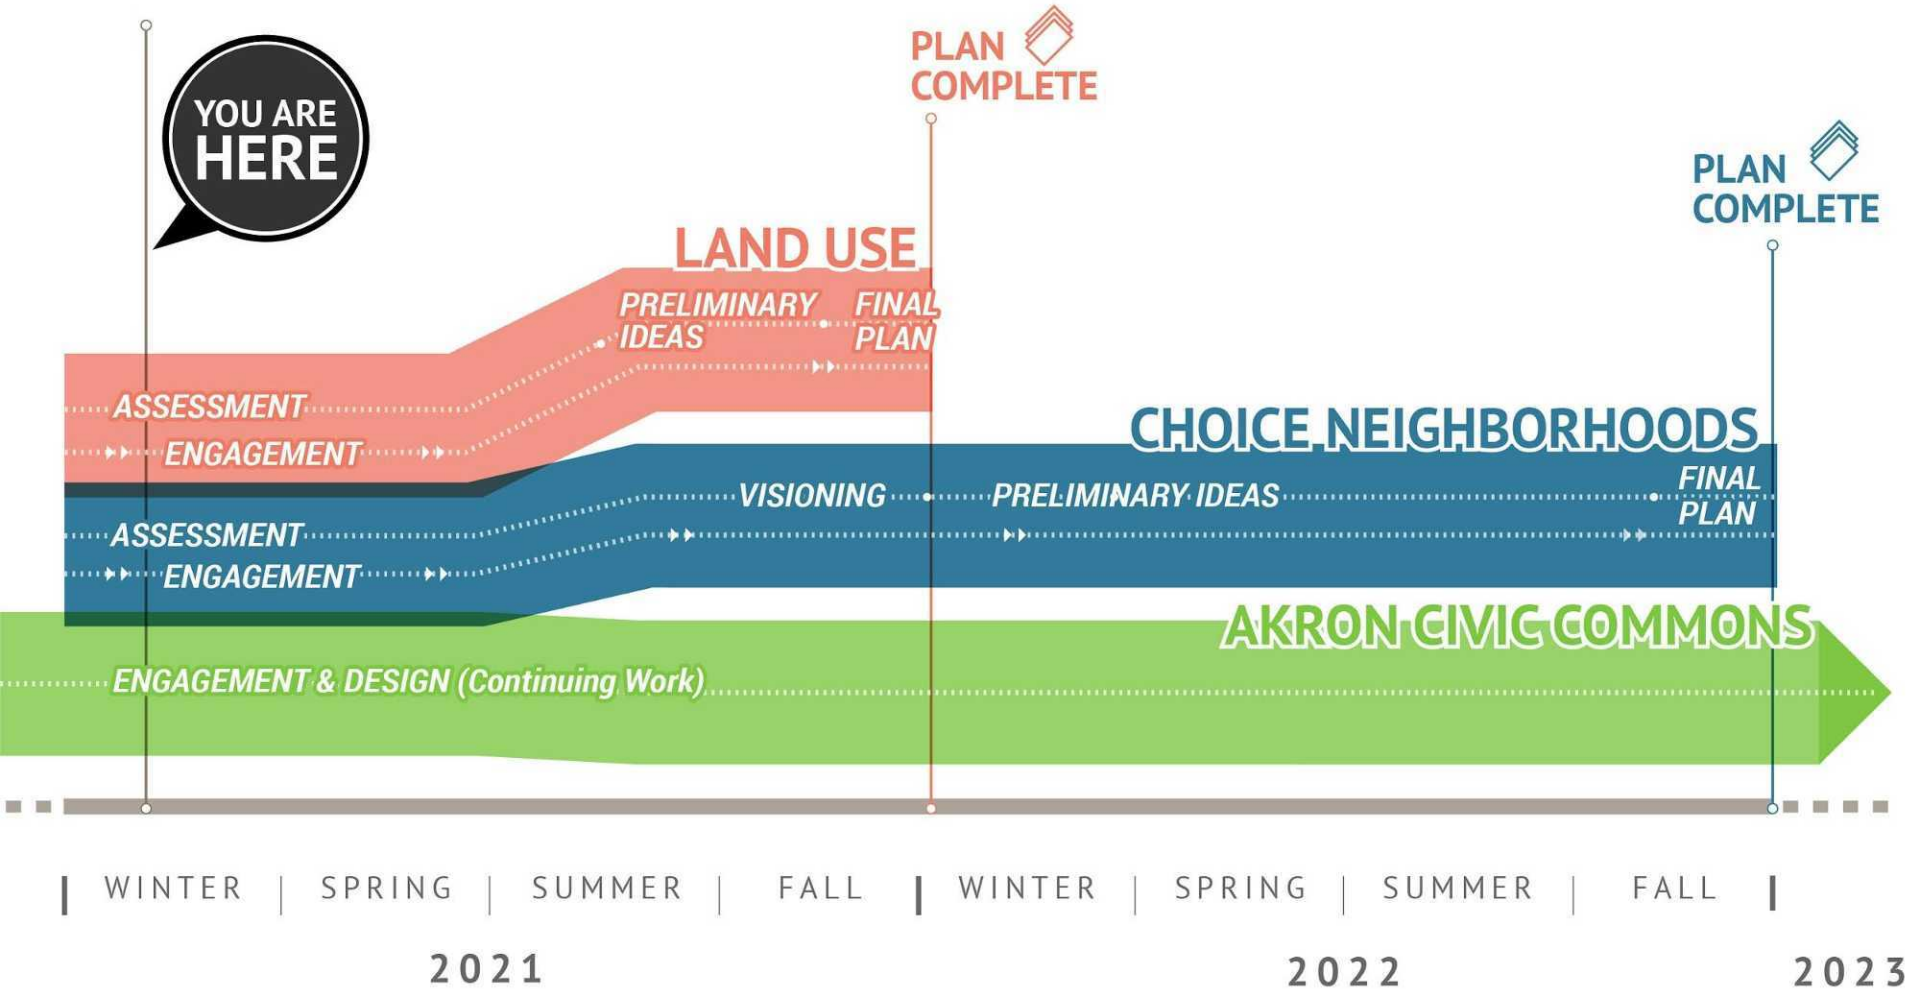 YOU ARE
HERE
PLAN
COMPLETE
PLAN
COMPLETE
LAND USE
PRELIMINARY
IDEAS
FINAL
PLAN
ASSESSMENT
ENGAGEMENT
CHOICE NEIGHBORHOODS
VISIONING
PRELIMINARY IDEAS
FINAL
PLAN
ASSESSMENT
ENGAGEMENT
AKRON CIVIC COMMONS
ENGAGEMENT & DESIGN (Continuing Work)
WINTER | SPRING | SUMMER | FALL | WINTER | SPRING | SUMMER | FALL
2021 2022 2023